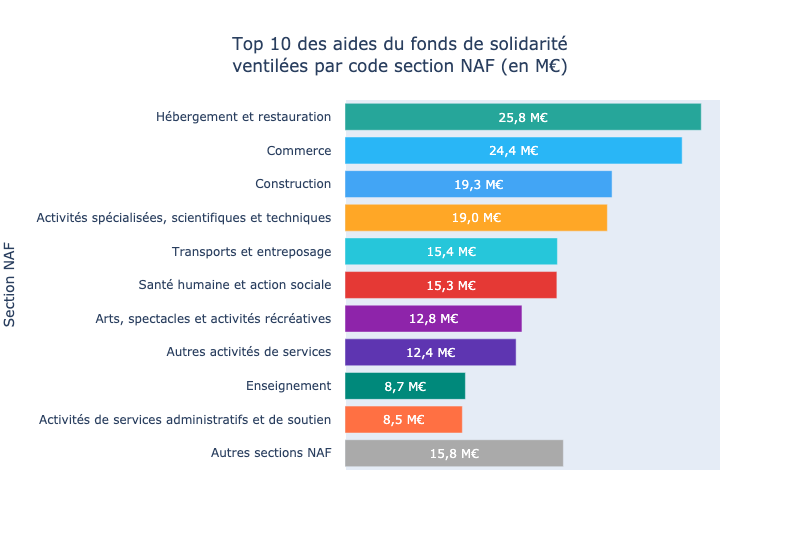 Top 10 des aides du fonds de solidarité
ventilées par code section NAF (en M€)
Section NAF
Hébergement et restauration 25,8 M€
Commerce 24,4 M€
Construction 19,3 M€
Activités spécialisées, scientifiques et techniques 19,0 M€
Transports et entreposage 15,4 M€
Santé humaine et action sociale 15,3 M€
Arts, spectacles et activités récréatives 12,8 M€
Autres activités de services 12,4 M€
Enseignement 8,7 M€
Activités de services administratifs et de soutien 8,5 M€
Autres sections NAF 15,8 M€